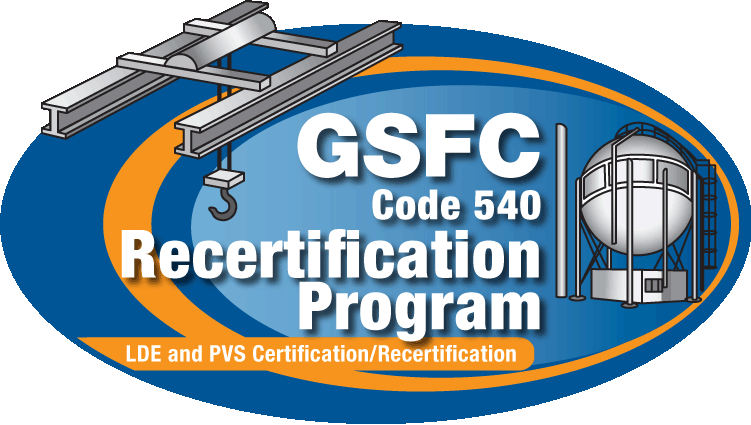 GSFC
Code 540
Recertification
Program
LDE and PVS Certification/Recertification